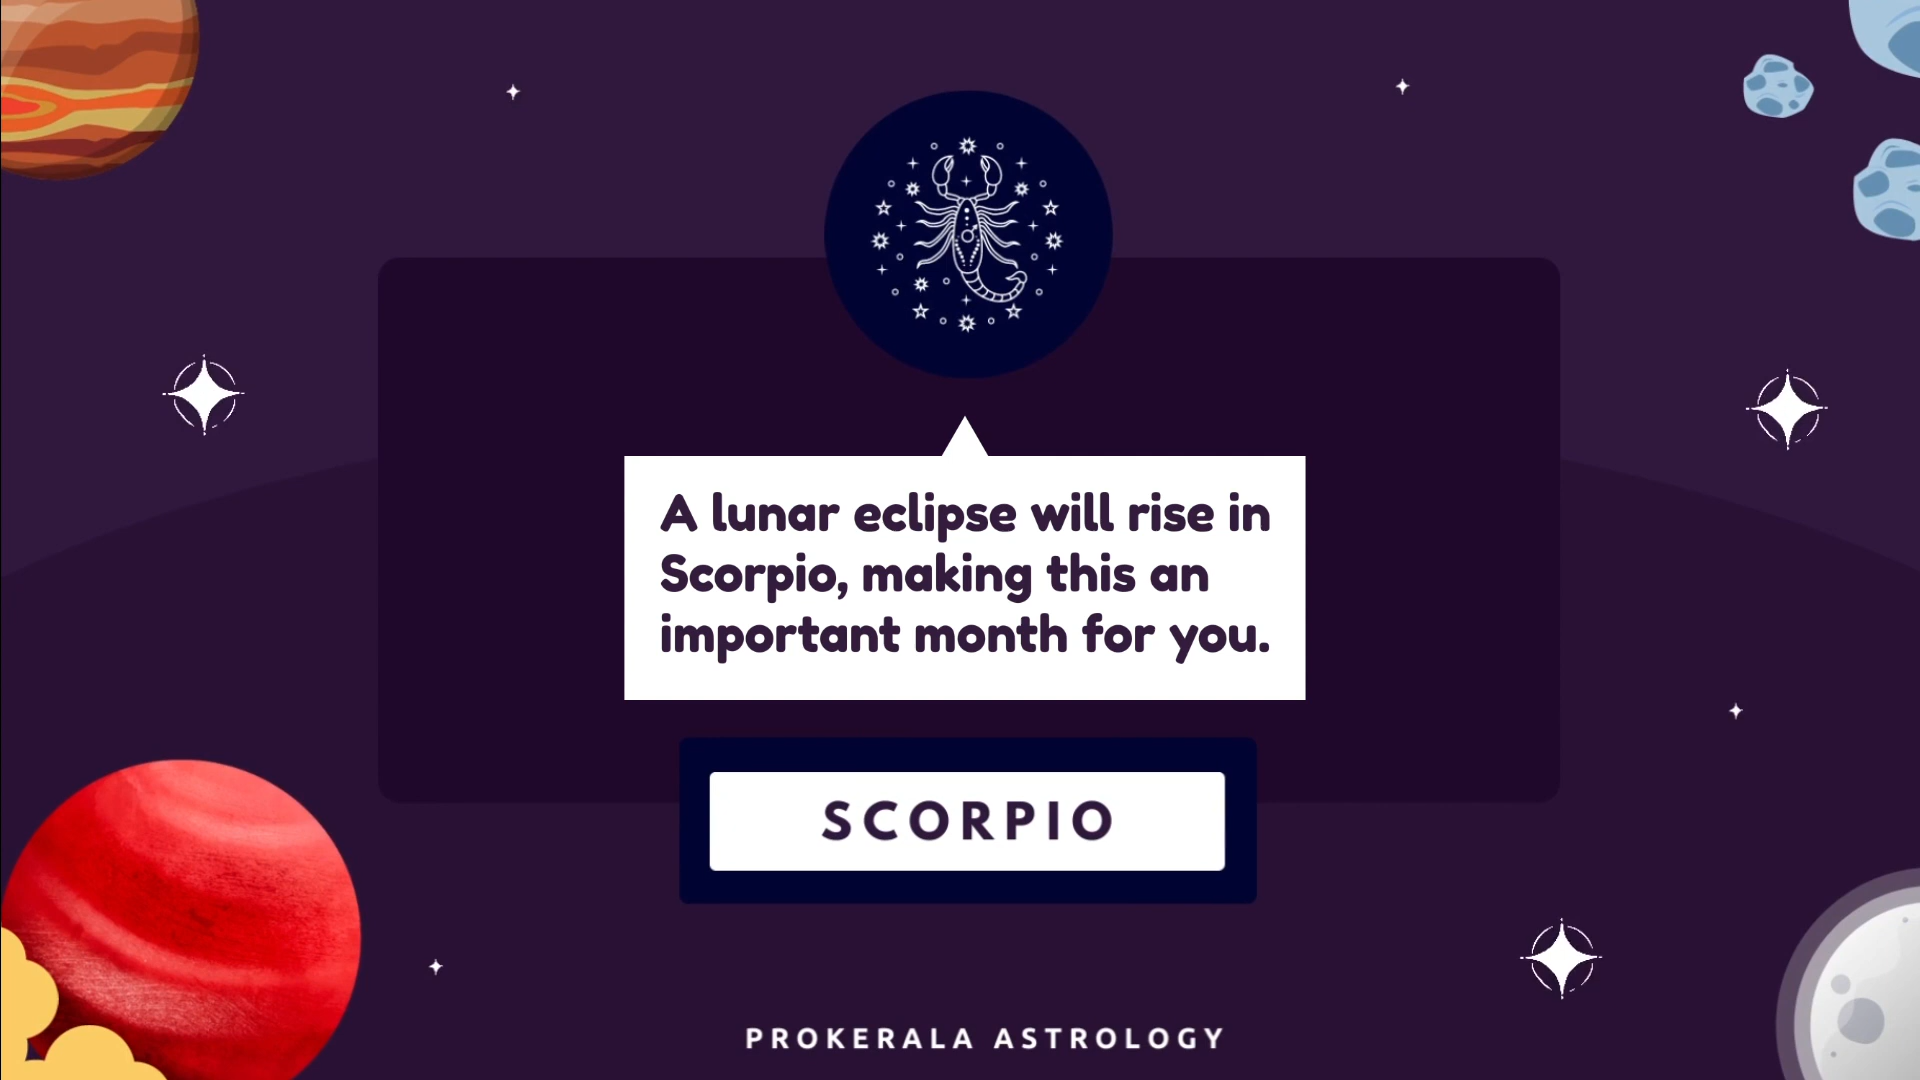 A lunar eclipse will rise in
Scorpio, making this an
important month for you.
SCORPIO
PROKERALA ASTROLOGY